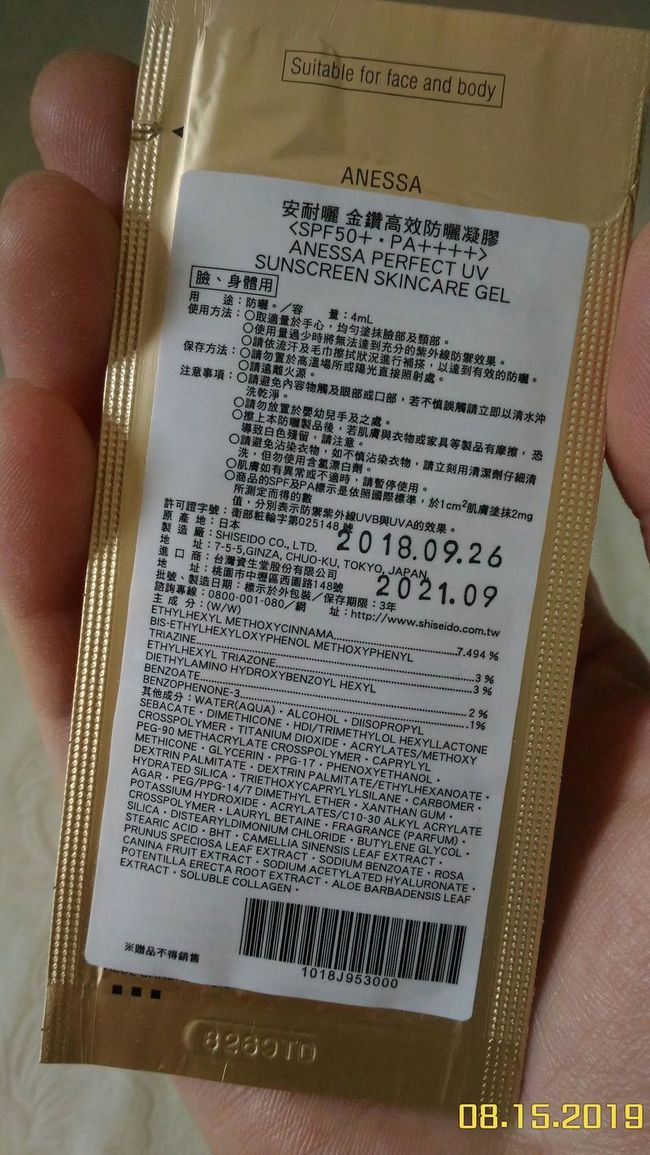 Suitable for face and body
ANESSA
安耐曬 金鑽高效防曬凝膠
<SPF50+・PA++++>
ANESSA PERFECT UV
SUNSCREEN SKINCARE GEL
臉、身體用
用 途：防曬。／容 量：4mL
使用方法：○取適量於手心，均勻塗抹臉部及頸部。
○使用量過少時將無法達到充分的紫外線防禦效果。
○請依流汗及毛巾擦拭狀況進行補搽，以達到有效的防曬。
保存方法：○請勿置於高溫場所或陽光直接照射處。
○請遠離火源。
注意事項：○請避免內容物觸及眼部或口部，若不慎誤觸請立即以清水沖
洗乾淨。
○請勿放置於嬰幼兒手及之處。
○擦上本防曬製品後，若肌膚與衣物或家具等製品有摩擦，恐
導致白色殘留，請注意。
○請避免沾染衣物，如不慎沾染衣物，請立刻用清潔劑仔細清
洗，但勿使用含氯漂白劑。
○肌膚如有異常或不適時，請暫停使用。
○商品的SPF及PA標示是依照國際標準，於1cm²肌膚塗抹2mg
所測定而得的數值，分別表示防禦紫外線UVB與UVA的效果。
許可證字號：衛部粧輸字第025148號
原 產 地：日本
製 造 廠：SHISEIDO CO., LTD. 2018.09.26
地 址：7-5-5,GINZA, CHUO-KU, TOKYO, JAPAN
進 口 商：台灣資生堂股份有限公司
地 址：桃園市中壢區西園路148號 2021.09
批號、製造日期：標示於外包裝／保存期限：3年
諮詢專線：0800-001-080／網 址：http://www.shiseido.com.tw
主 成 分：(W/W)
ETHYLHEXYL METHOXYCINNAMA.....7.494 %
BIS-ETHYLHEXYLOXYPHENOL METHOXYPHENYL
TRIAZINE.....3 %
ETHYLHEXYL TRIAZONE.....3 %
DIETHYLAMINO HYDROXYBENZOYL HEXYL
BENZOATE.....2 %
BENZOPHENONE-3.....1%
其他成分：WATER(AQUA)・ALCOHOL・DIISOPROPYL
SEBACATE・DIMETHICONE・HDI/TRIMETHYLOL HEXYLLACTONE
CROSSPOLYMER・TITANIUM DIOXIDE・ACRYLATES/METHOXY
PEG-90 METHACRYLATE CROSSPOLYMER・CAPRYLYL
METHICONE・GLYCERIN・PPG-17・PHENOXYETHANOL・
DEXTRIN PALMITATE・DEXTRIN PALMITATE/ETHYLHEXANOATE・
HYDRATED SILICA・TRIETHOXYCAPRYLYLSILANE・CARBOMER・
AGAR・PEG/PPG-14/7 DIMETHYL ETHER・XANTHAN GUM・
POTASSIUM HYDROXIDE・ACRYLATES/C10-30 ALKYL ACRYLATE
CROSSPOLYMER・LAURYL BETAINE・FRAGRANCE (PARFUM)・
SILICA・DISTEARYLDIMONIUM CHLORIDE・BUTYLENE GLYCOL・
STEARIC ACID・BHT・CAMELLIA SINENSIS LEAF EXTRACT・
PRUNUS SPECIOSA LEAF EXTRACT・SODIUM BENZOATE・ROSA
CANINA FRUIT EXTRACT・SODIUM ACETYLATED HYALURONATE・
POTENTILLA ERECTA ROOT EXTRACT・ALOE BARBADENSIS LEAF
EXTRACT・SOLUBLE COLLAGEN・
※贈品不得銷售
1018J953000
8269TD
08.15.2019